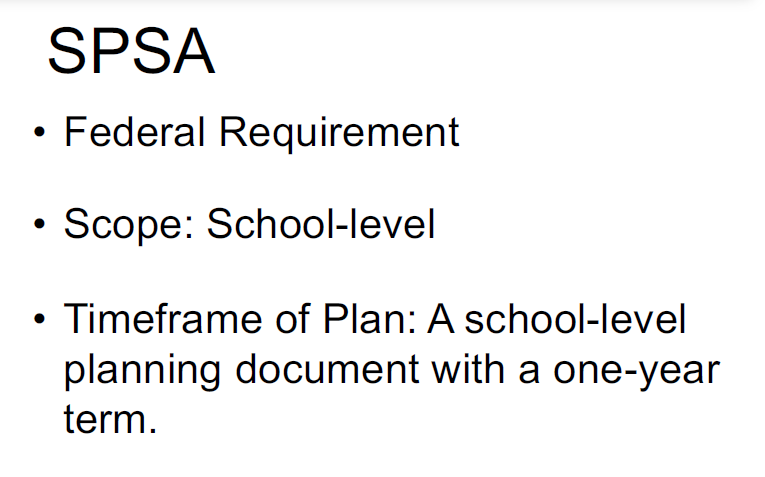 SPSA
• Federal Requirement
• Scope: School-level
• Timeframe of Plan: A school-level
planning document with a one-year
term.